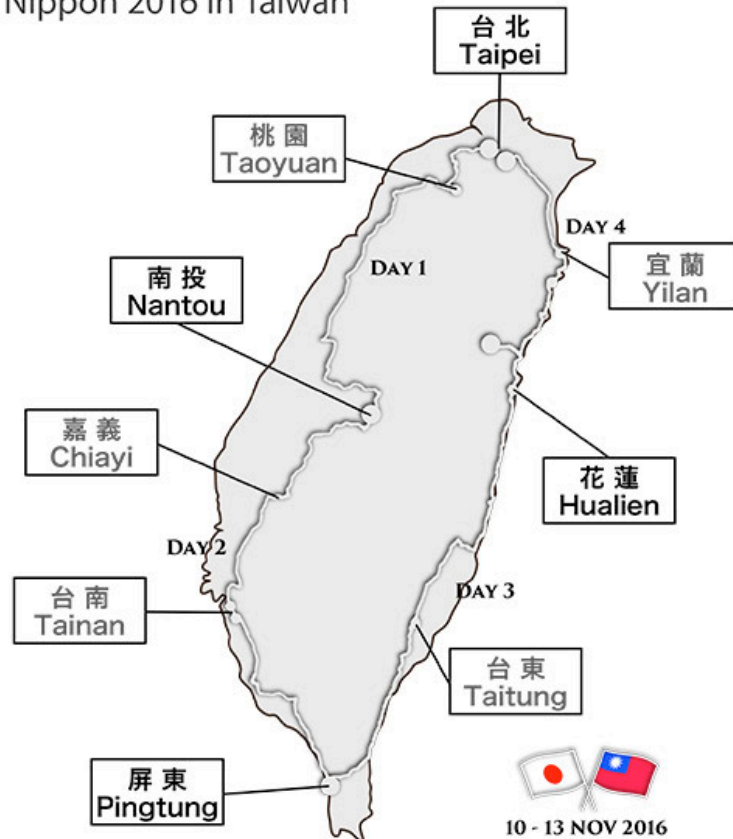 Nippon 2016 in Taiwan
台北
Taipei
桃園
Taoyuan
DAY 4
宜蘭
Yilan
DAY 1
南投
Nantou
嘉義
Chiayi
花蓮
Hualien
DAY 2
台南
Tainan
DAY 3
台東
Taitung
屏東
Pingtung
10 - 13 NOV 2016